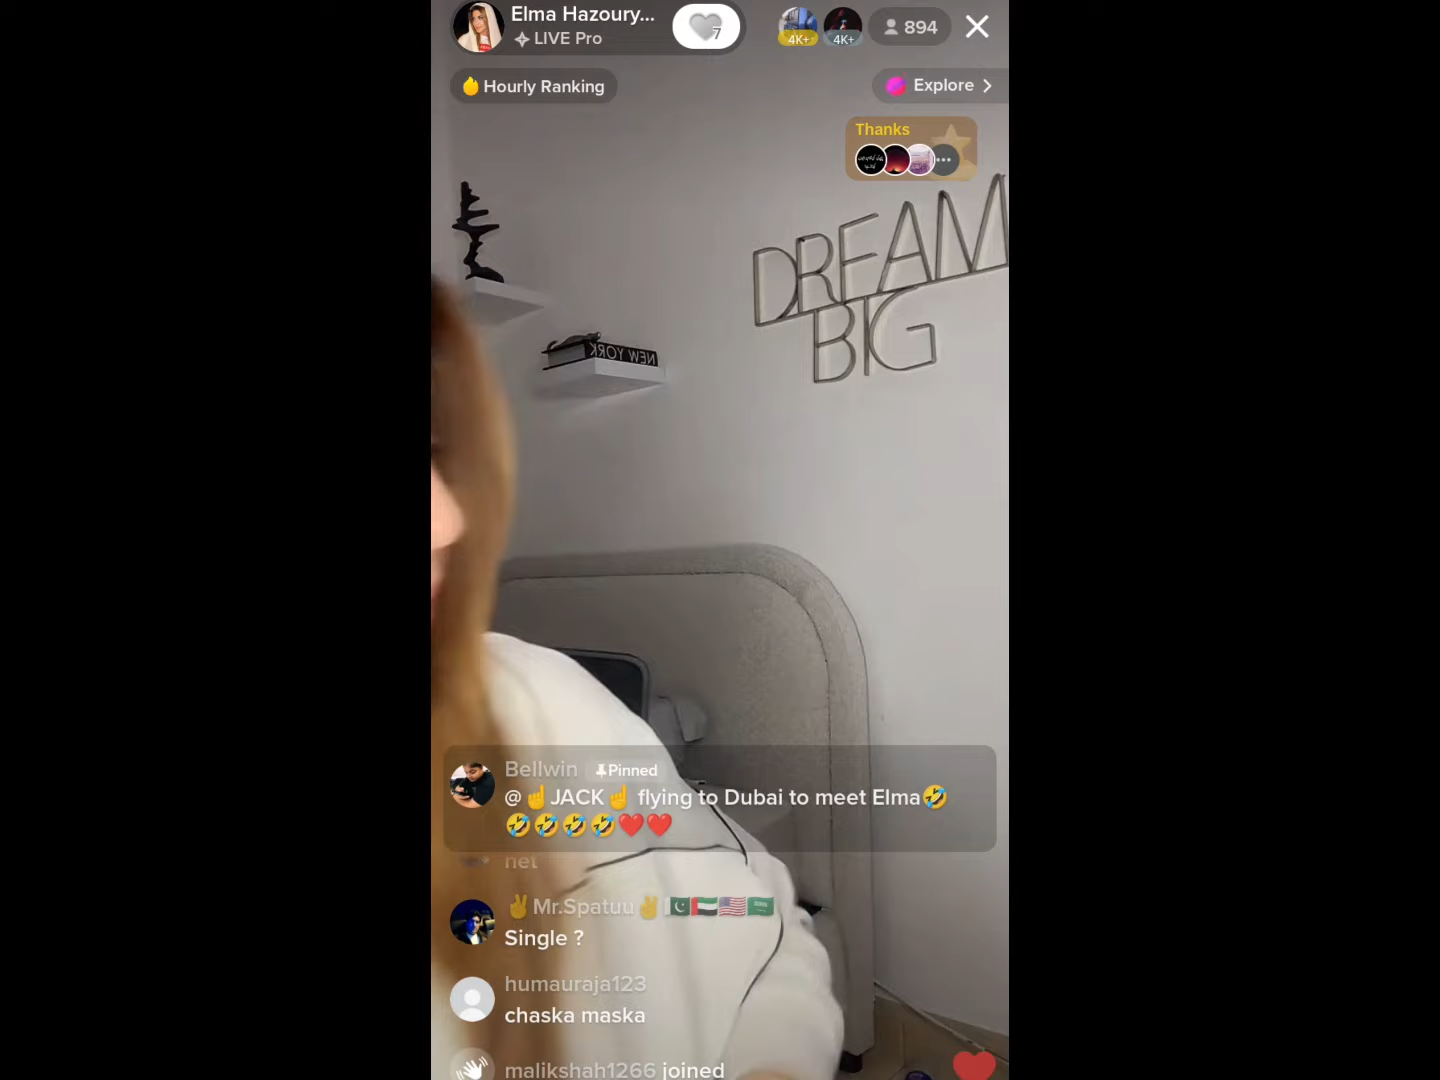 Elma Hazoury...
LIVE Pro
7
4K+
4K+
894
Hourly Ranking
Explore
Thanks
DREAM
BIG
NEW YORK
Bellwin Pinned
@☝️JACK☝️ flying to Dubai to meet Elma🤣
🤣🤣🤣🤣❤️❤️
net
✌️Mr.Spatuu✌️🇵🇰🇦🇪🇺🇸🇸🇦
Single ?
humauraja123
chaska maska
malikshah1266 joined